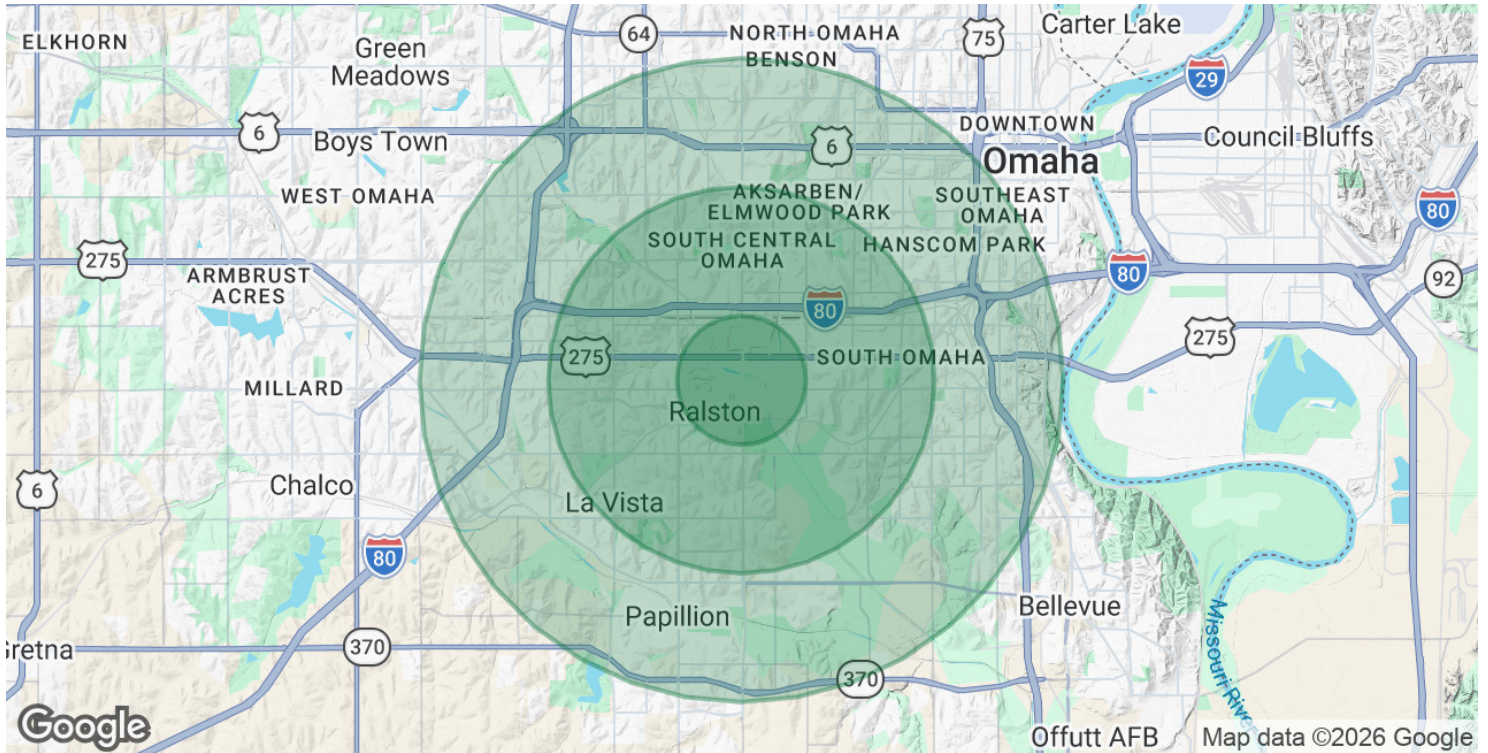 ELKHORN
Green
Meadows
64
NORTH OMAHA
BENSON
75
Carter Lake
29
6
Boys Town
6
DOWNTOWN
Omaha
Council Bluffs
WEST OMAHA
AKSARBEN/
ELMWOOD PARK
SOUTHEAST
OMAHA
80
275
ARMBRUST
ACRES
SOUTH CENTRAL
OMAHA
HANSCOM PARK
80
92
80
275
SOUTH OMAHA
275
MILLARD
Ralston
6
Chalco
La Vista
80
Papillion
Bellevue
Missouri Riv
Gretna
370
370
Google
Offutt AFB
Map data ©2026 Google